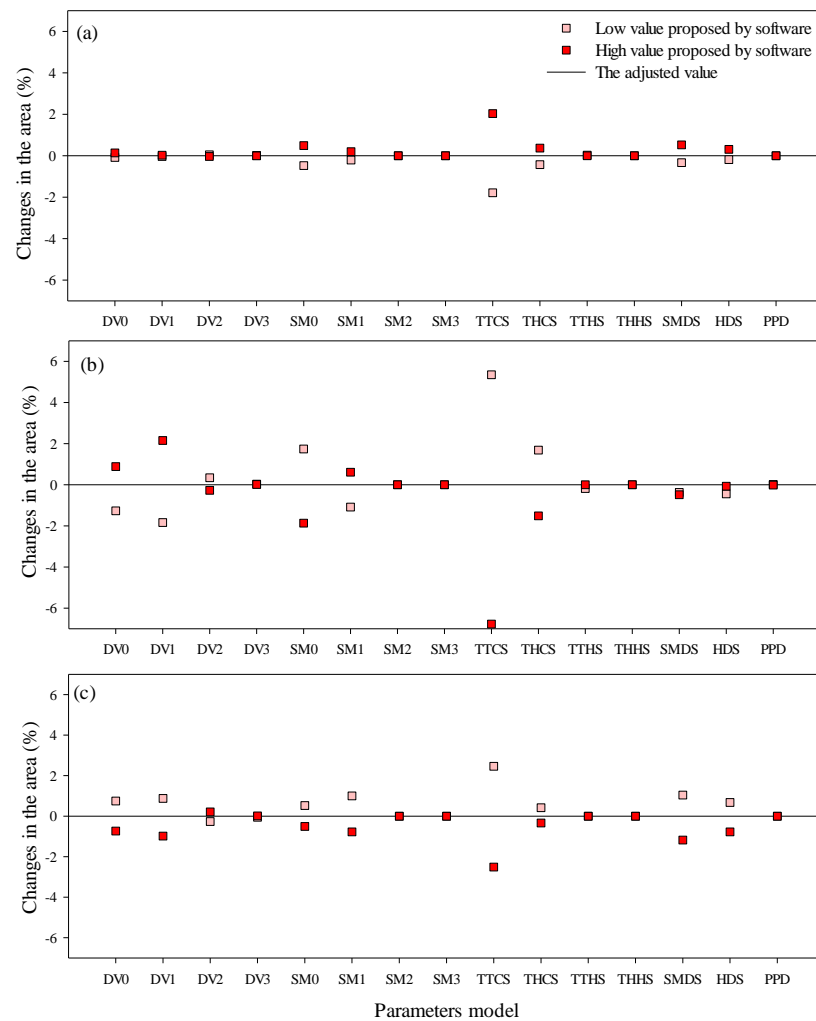 (a)
Low value proposed by software
High value proposed by software
The adjusted value
Changes in the area (%)
6
4
2
0
-2
-4
-6
DV0 DV1 DV2 DV3 SM0 SM1 SM2 SM3 TTCS THCS TTHS THHS SMDS HDS PPD
(b)
Changes in the area (%)
6
4
2
0
-2
-4
-6
DV0 DV1 DV2 DV3 SM0 SM1 SM2 SM3 TTCS THCS TTHS THHS SMDS HDS PPD
(c)
Changes in the area (%)
6
4
2
0
-2
-4
-6
DV0 DV1 DV2 DV3 SM0 SM1 SM2 SM3 TTCS THCS TTHS THHS SMDS HDS PPD
Parameters model